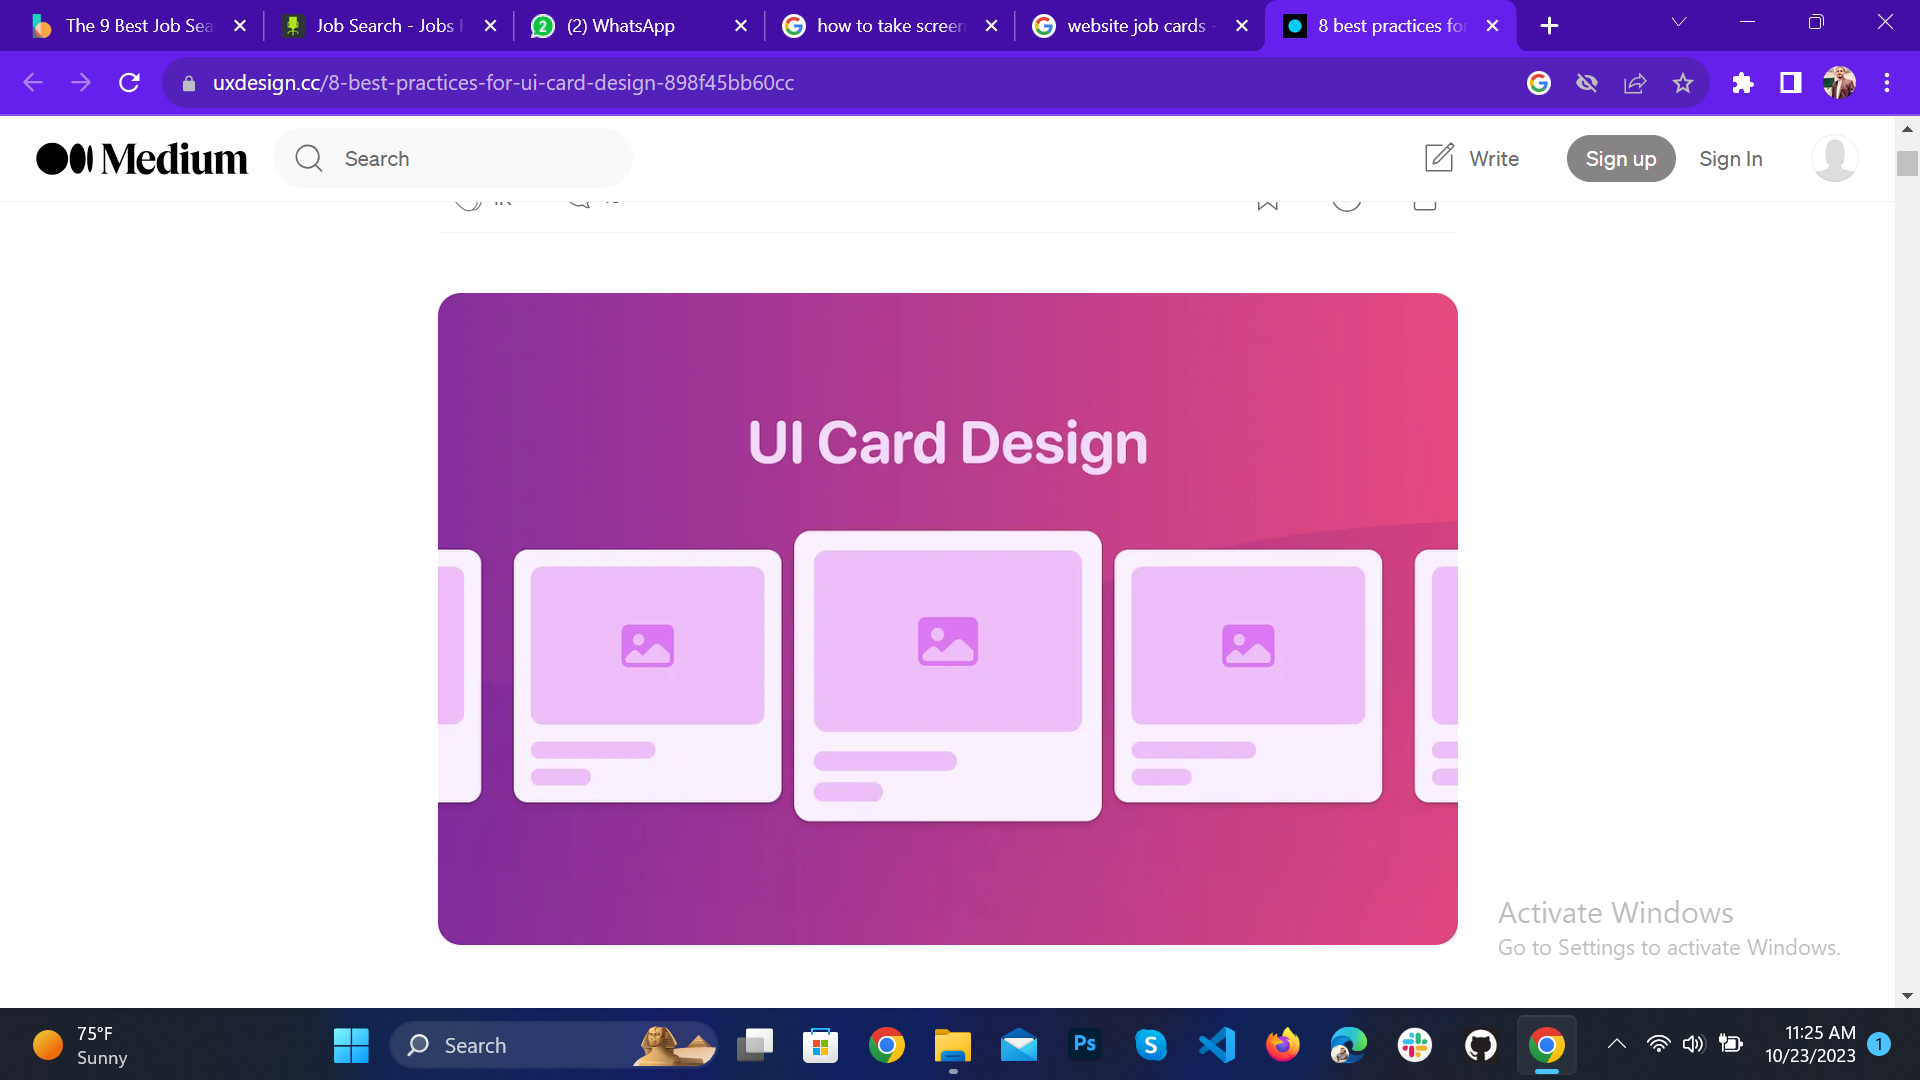 The 9 Best Job Sea
Job Search - Jobs H
(2) WhatsApp
how to take screen
website job cards -
8 best practices for
uxdesign.cc/8-best-practices-for-ui-card-design-898f45bb60cc
Medium
Search
Write
Sign up
Sign In
UI Card Design
Activate Windows
Go to Settings to activate Windows.
75°F
Sunny
Search
Ps
11:25 AM
10/23/2023
1